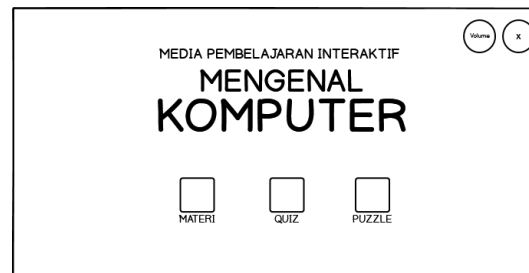 Volume
X
MEDIA PEMBELAJARAN INTERAKTIF
MENGENAL
KOMPUTER
MATERI
QUIZ
PUZZLE